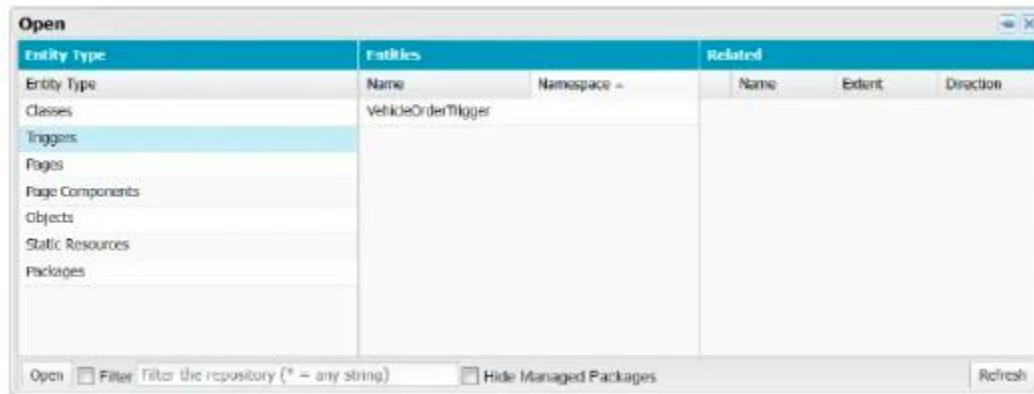 Open
Entity Type Entities Related
Entity Type Name Namespace Name Extent Direction
Classes VehicleOrderTrigger
Triggers
Pages
Page Components
Objects
Static Resources
Packages
Open Filter Filter the repository (* = any string) Hide Managed Packages Refresh